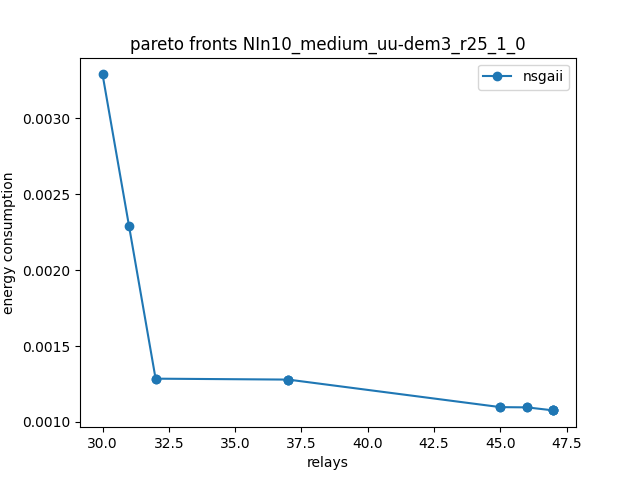 pareto fronts NIn10_medium_uu-dem3_r25_1_0
nsgaii
energy consumption
0.0030
0.0025
0.0020
0.0015
0.0010
30.0 32.5 35.0 37.5 40.0 42.5 45.0 47.5
relays